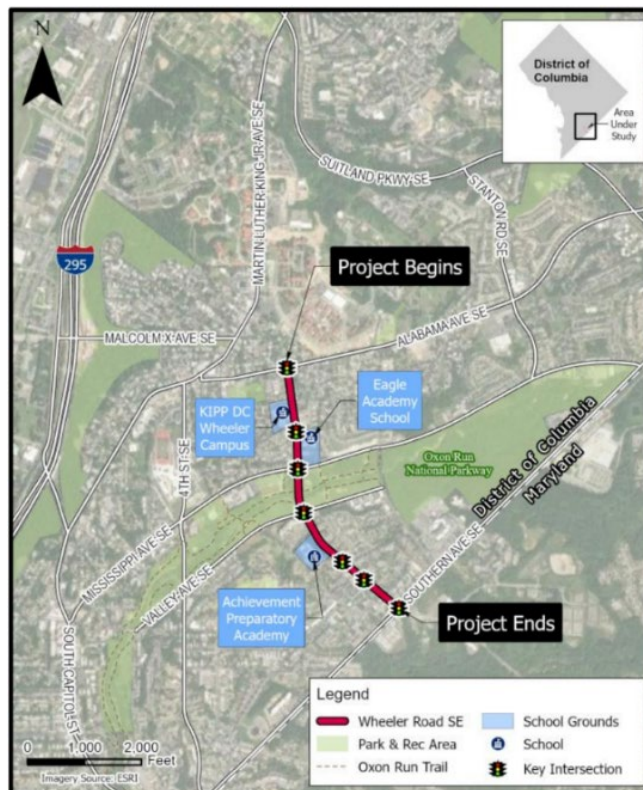 N
District of
Columbia
Area
Under
Study
MARTIN LUTHER KING JR AVE SE
SUITLAND PKWY SE
STANTON RD SE
295
Project Begins
MALCOLM X AVE SE
ALABAMA AVE SE
KIPP DC
Wheeler
Campus
Eagle
Academy
School
4TH ST SE
Oxon Run
National Parkway
District of Columbia
Maryland
MISSISSIPPI AVE SE
VALLEY AVE SE
SOUTHERN AVE SE
Achievement
Preparatory
Academy
Project Ends
SOUTH CAPITOL ST
Legend
Wheeler Road SE
School Grounds
Park & Rec Area
School
Oxon Run Trail
Key Intersection
0 1,000 2,000
Feet
Imagery Source: ESRI